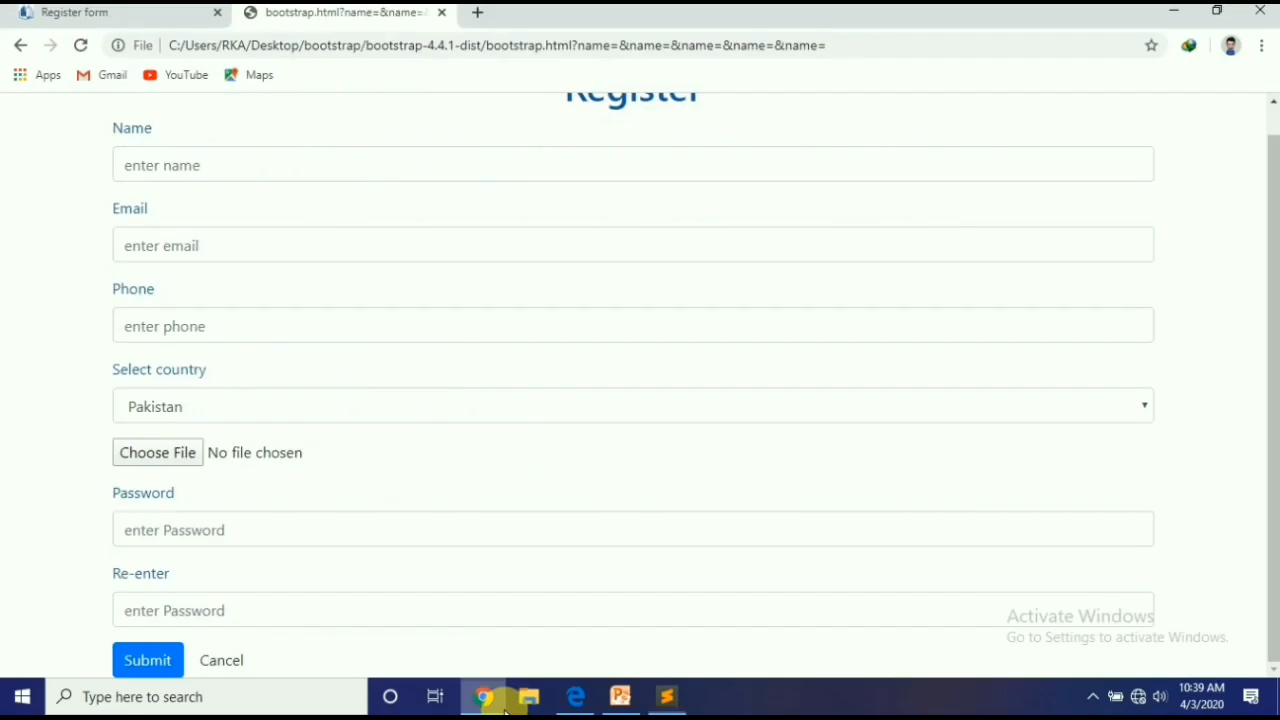 Register form
bootstrap.html?name=&name=
File
C:/Users/RKA/Desktop/bootstrap/bootstrap-4.4.1-dist/bootstrap.html?name=&name=&name=&name=&name=
Apps
Gmail
YouTube
Maps
Register
Name
enter name
Email
enter email
Phone
enter phone
Select country
Pakistan
Choose File No file chosen
Password
enter Password
Re-enter
enter Password
Activate Windows
Go to Settings to activate Windows.
Submit
Cancel
Type here to search
10:39 AM
4/3/2020